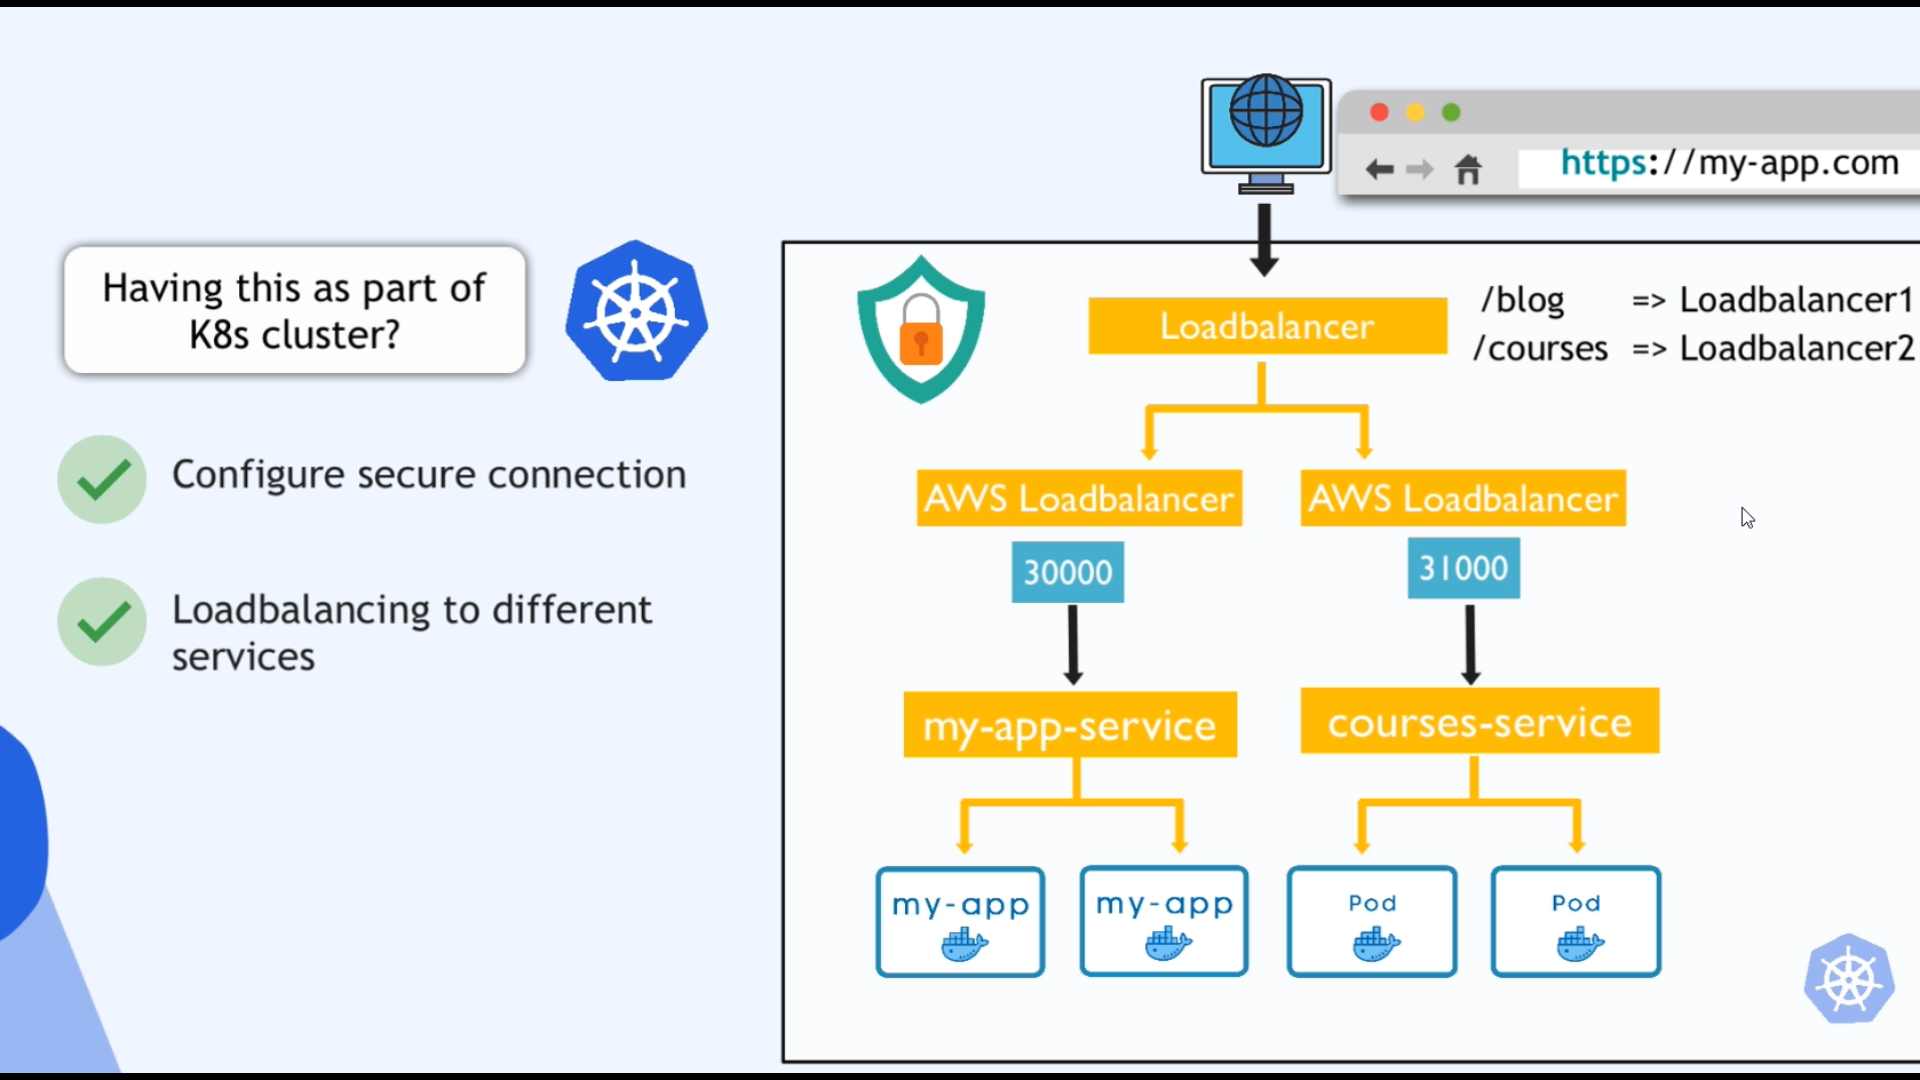 https://my-app.com
Having this as part of
K8s cluster?
Configure secure connection
Loadbalancing to different
services
Loadbalancer
/blog => Loadbalancer1
/courses => Loadbalancer2
AWS Loadbalancer
AWS Loadbalancer
30000
31000
my-app-service
courses-service
my-app
my-app
Pod
Pod